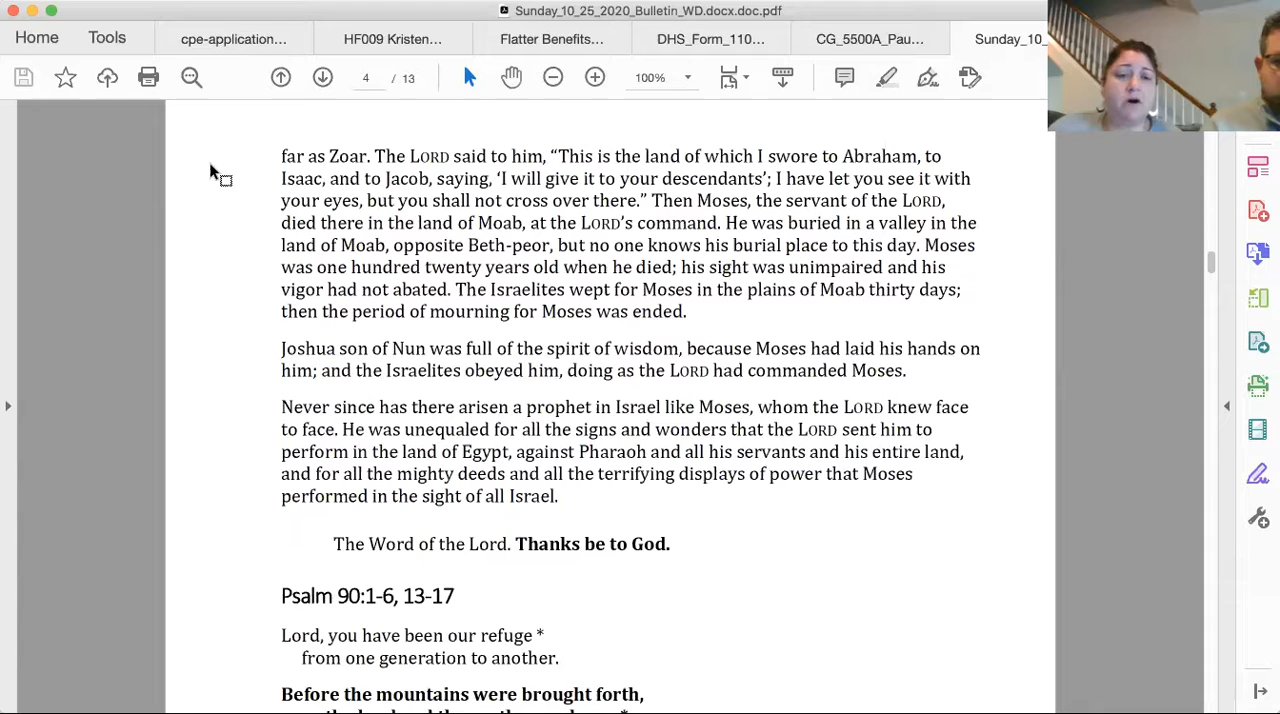 Sunday_10_25_2020_Bulletin_WD.docx.doc.pdf
Home Tools cpe-application... HF009 Kristen... Flatter Benefits... DHS_Form_110... CG_5500A_Pau... Sunday_10_
4 / 13 100%
far as Zoar. The LORD said to him, “This is the land of which I swore to Abraham, to
Isaac, and to Jacob, saying, ‘I will give it to your descendants’; I have let you see it with
your eyes, but you shall not cross over there.” Then Moses, the servant of the LORD,
died there in the land of Moab, at the LORD’s command. He was buried in a valley in the
land of Moab, opposite Beth-peor, but no one knows his burial place to this day. Moses
was one hundred twenty years old when he died; his sight was unimpaired and his
vigor had not abated. The Israelites wept for Moses in the plains of Moab thirty days;
then the period of mourning for Moses was ended.
Joshua son of Nun was full of the spirit of wisdom, because Moses had laid his hands on
him; and the Israelites obeyed him, doing as the LORD had commanded Moses.
Never since has there arisen a prophet in Israel like Moses, whom the LORD knew face
to face. He was unequaled for all the signs and wonders that the LORD sent him to
perform in the land of Egypt, against Pharaoh and all his servants and his entire land,
and for all the mighty deeds and all the terrifying displays of power that Moses
performed in the sight of all Israel.
The Word of the Lord. Thanks be to God.
Psalm 90:1-6, 13-17
Lord, you have been our refuge *
from one generation to another.
Before the mountains were brought forth,